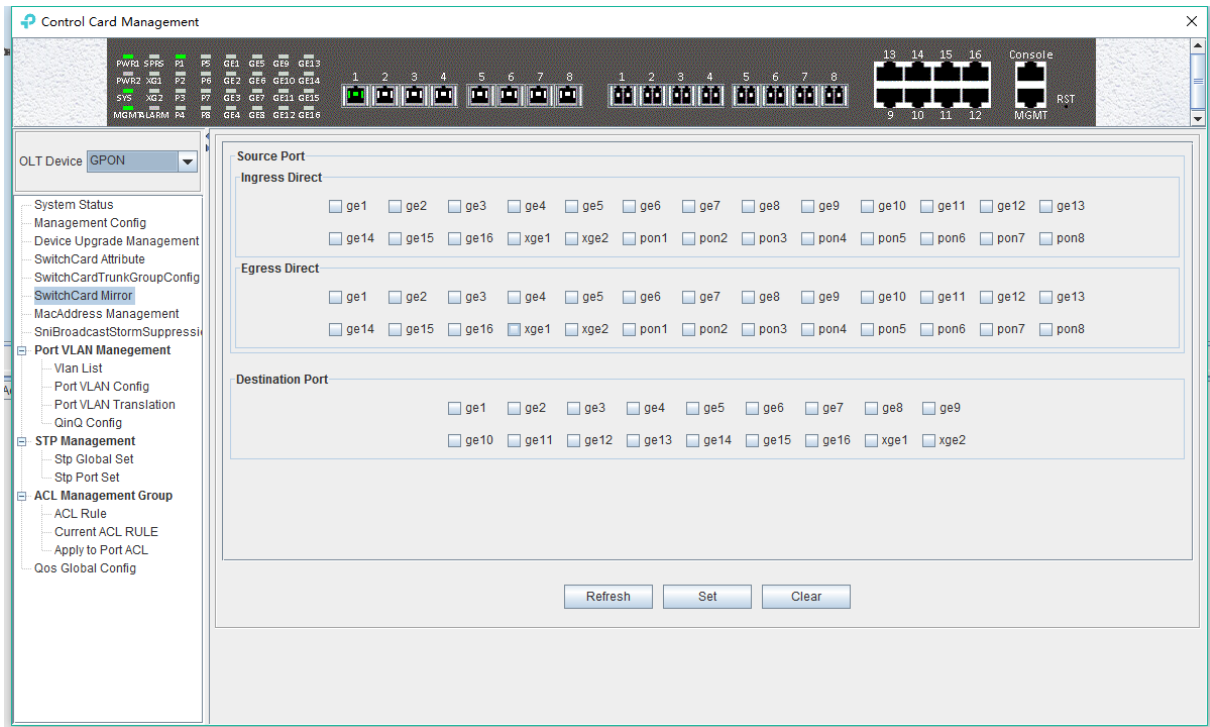 Control Card Management
PWR1 SPRS P1 P5 GE1 GE5 GE9 GE13
PWR2 XG1 P2 P6 GE2 GE6 GE10 GE14
SYS XG2 P3 P7 GE3 GE7 GE11 GE15
MGMT ALARM P4 P8 GE4 GE8 GE12 GE16
1 2 3 4 5 6 7 8 1 2 3 4 5 6 7 8
13 14 15 16 Console
RST
9 10 11 12 MGMT
OLT Device GPON
System Status
Management Config
Device Upgrade Management
SwitchCard Attribute
SwitchCardTrunkGroupConfig
SwitchCard Mirror
MacAddress Management
SniBroadcastStormSuppressi
Port VLAN Manegement
Vlan List
Port VLAN Config
Port VLAN Translation
QinQ Config
STP Management
Stp Global Set
Stp Port Set
ACL Management Group
ACL Rule
Current ACL RULE
Apply to Port ACL
Qos Global Config
Source Port
Ingress Direct
ge1 ge2 ge3 ge4 ge5 ge6 ge7 ge8 ge9 ge10 ge11 ge12 ge13
ge14 ge15 ge16 xge1 xge2 pon1 pon2 pon3 pon4 pon5 pon6 pon7 pon8
Egress Direct
ge1 ge2 ge3 ge4 ge5 ge6 ge7 ge8 ge9 ge10 ge11 ge12 ge13
ge14 ge15 ge16 xge1 xge2 pon1 pon2 pon3 pon4 pon5 pon6 pon7 pon8
Destination Port
ge1 ge2 ge3 ge4 ge5 ge6 ge7 ge8 ge9
ge10 ge11 ge12 ge13 ge14 ge15 ge16 xge1 xge2
Refresh Set Clear